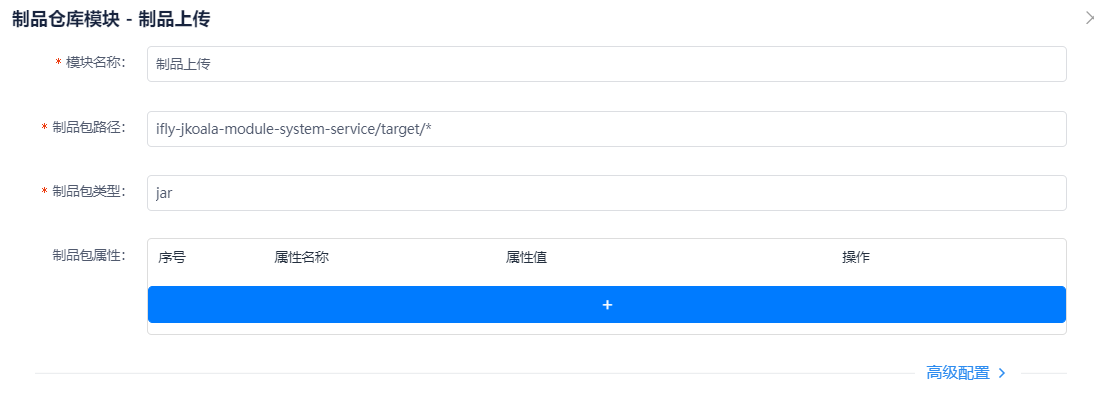 制品仓库模块 - 制品上传
* 模块名称: 制品上传
* 制品包路径: ifly-jkoala-module-system-service/target/*
* 制品包类型: jar
制品包属性: 序号 属性名称 属性值 操作
+
高级配置 >